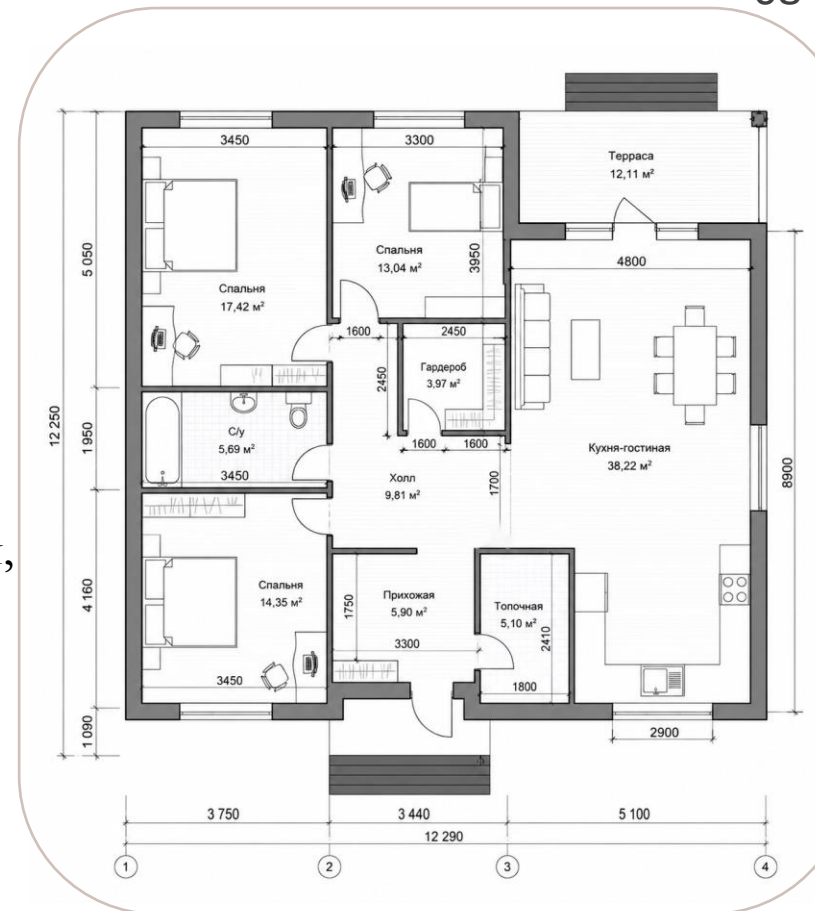 3450
3300
Терраса
12,11 м²
Спальня
13,04 м²
3950
4800
5 050
Спальня
17,42 м²
1600
2450
2450
Гардероб
3,97 м²
12 250
1 950
С/у
5,69 м²
3450
1600
1600
Кухня-гостиная
38,22 м²
8900
Холл
9,81 м²
1700
4 160
Спальня
14,35 м²
1750
Прихожая
5,90 м²
Топочная
5,10 м²
2410
3300
3450
1800
1 090
2900
3 750
3 440
5 100
12 290
1
2
3
4